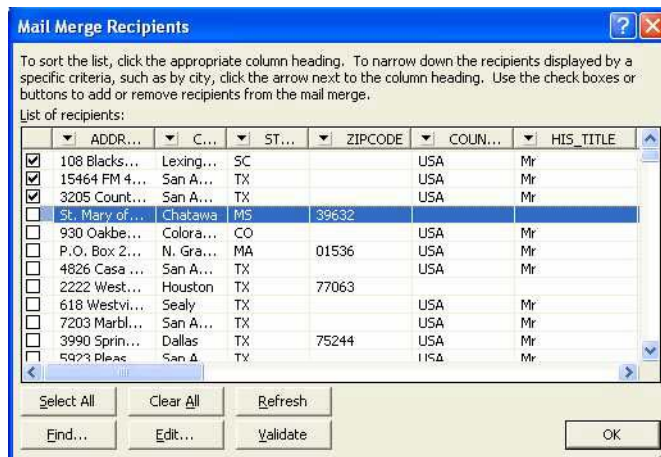 Mail Merge Recipients
To sort the list, click the appropriate column heading. To narrow down the recipients displayed by a
specific criteria, such as by city, click the arrow next to the column heading. Use the check boxes or
buttons to add or remove recipients from the mail merge.
List of recipients:
ADDR... C... ST... ZIPCODE COUN... HIS_TITLE
108 Blacks... Lexing... SC USA Mr
15464 FM 4... San A... TX USA Mr
3205 Count... San A... TX USA Mr
St. Mary of... Chatawa MS 39632
930 Oakbe... Colora... CO USA Mr
P.O. Box 2... N. Gra... MA 01536 USA Mr
4826 Casa ... San A... TX USA Mr
2222 West... Houston TX 77063
618 Westvi... Sealy TX USA Mr
7203 Marbl... San A... TX USA Mr
3990 Sprin... Dallas TX 75244 USA Mr
5923 Pleas San A TX USA Mr
Select All Clear All Refresh
Find... Edit... Validate OK